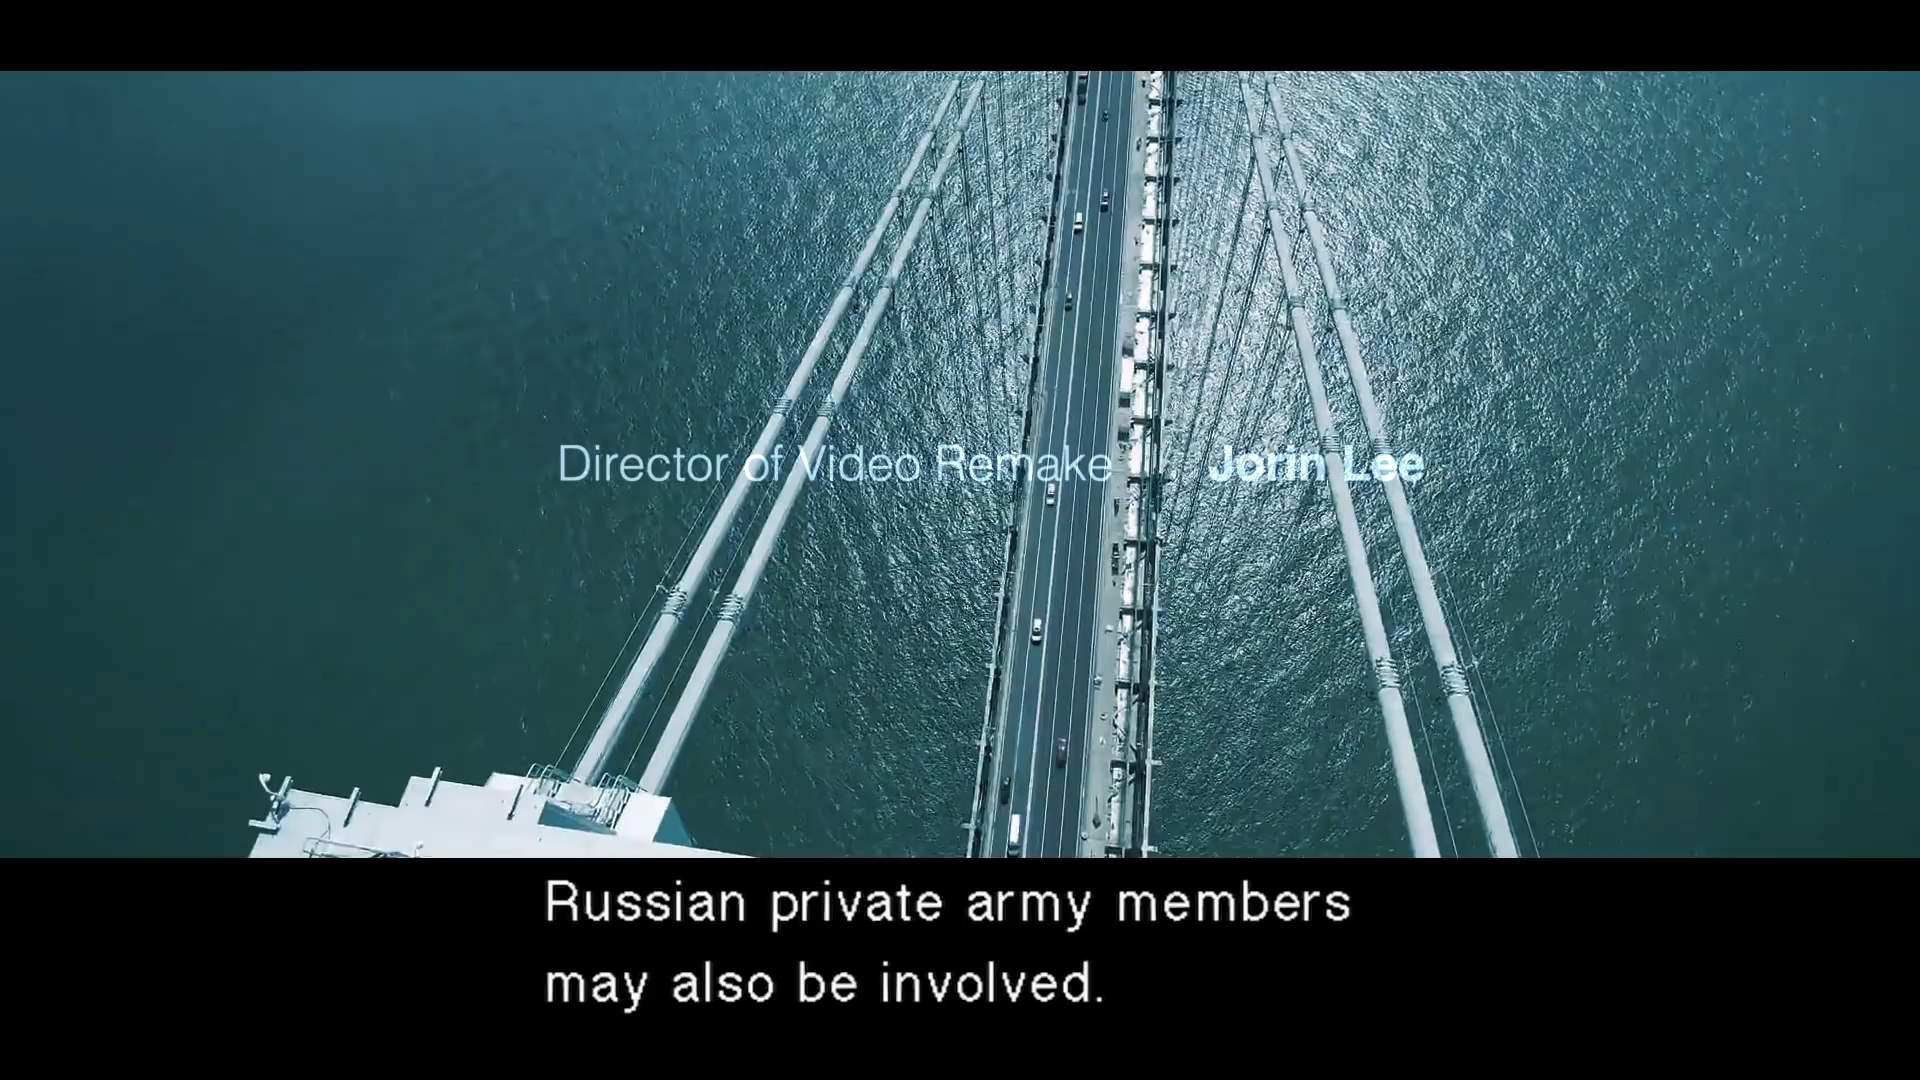 Director of Video Remake Jorin Lee
Russian private army members
may also be involved.